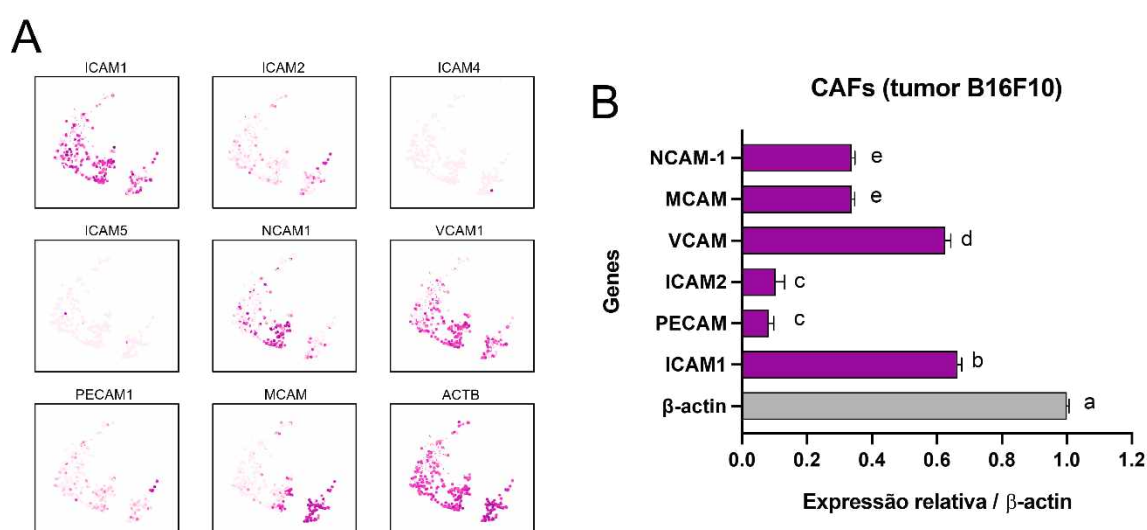 A
ICAM1
ICAM2
ICAM4
ICAM5
NCAM1
VCAM1
PECAM1
MCAM
ACTB
B
CAFs (tumor B16F10)
Genes
NCAM-1
e
MCAM
e
VCAM
d
ICAM2
c
PECAM
c
ICAM1
b
β-actin
a
0.0 0.2 0.4 0.6 0.8 1.0 1.2
Expressão relativa / β-actin